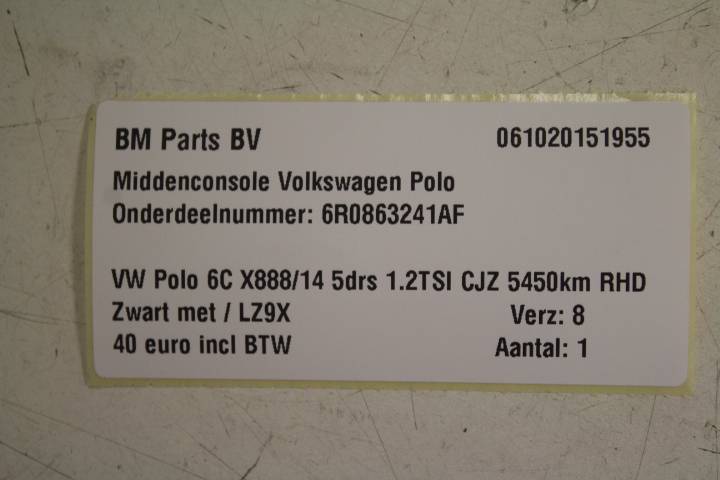 BM Parts BV 061020151955
Middenconsole Volkswagen Polo
Onderdeelnummer: 6R0863241AF
VW Polo 6C X888/14 5drs 1.2TSI CJZ 5450km RHD
Zwart met / LZ9X Verz: 8
40 euro incl BTW Aantal: 1